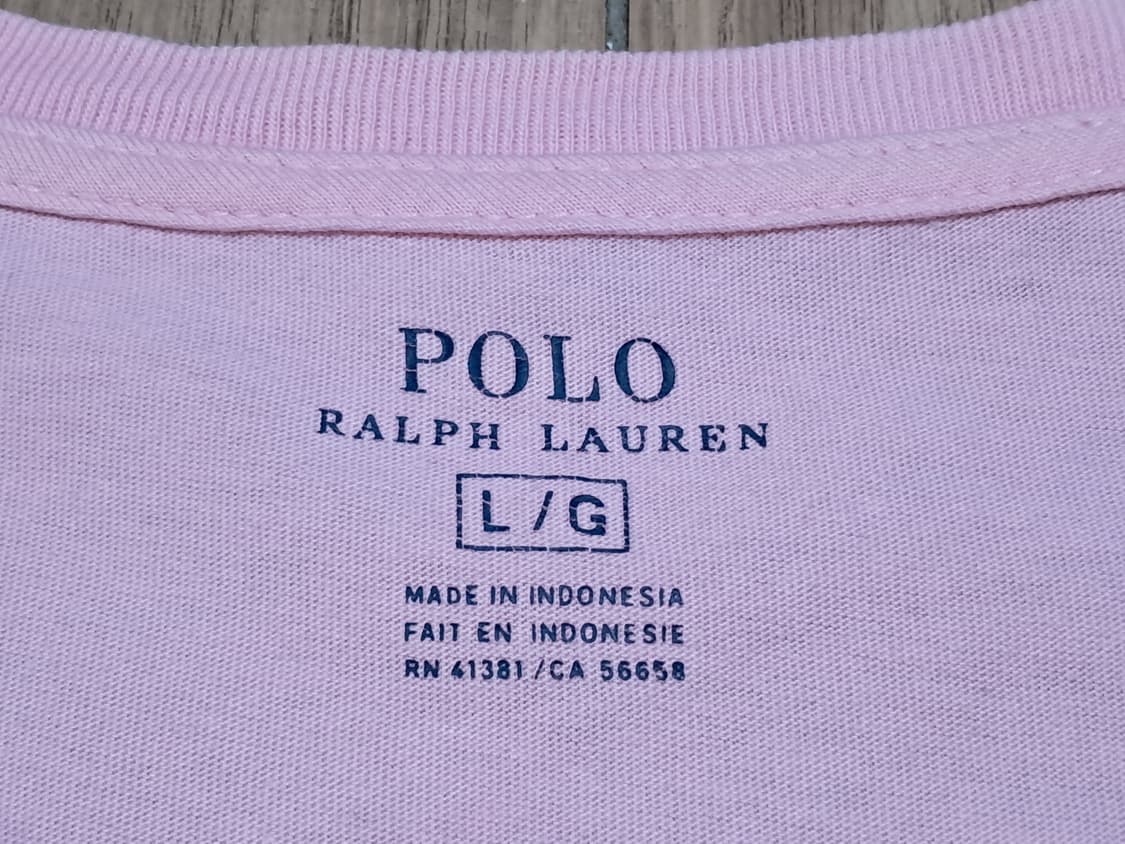 POLO
RALPH LAUREN
L/G
MADE IN INDONESIA
FAIT EN INDONESIE
RN 41381/CA 56658